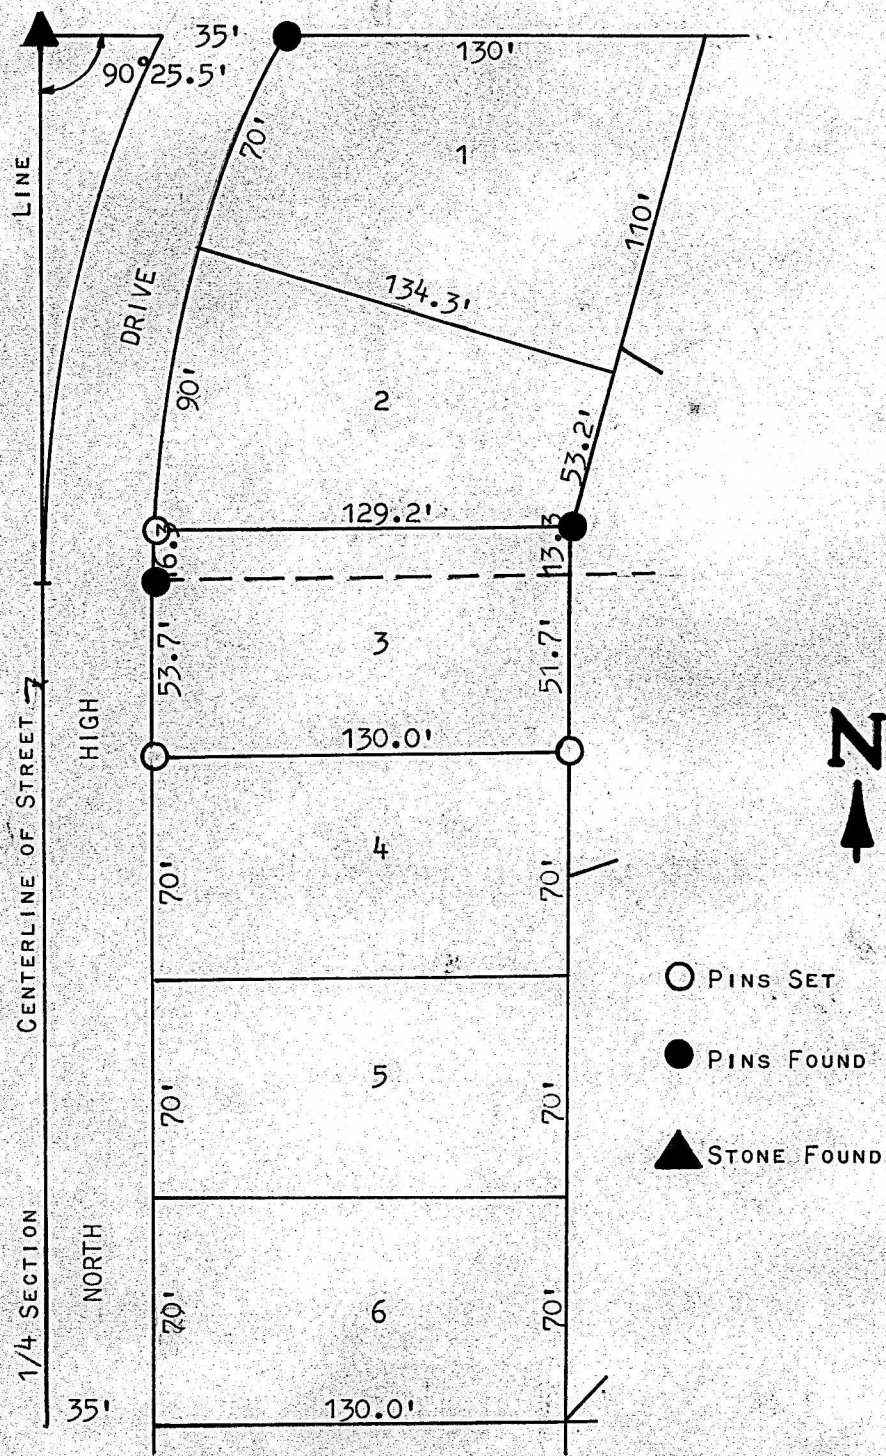 35'
130'
90°25.5'
LINE
70'
1
110'
DRIVE
134.3'
90'
2
53.2'
129.2'
16.3
13.3
53.7'
3
51.7'
CENTERLINE OF STREET
HIGH
130.0'
N
70'
4
70'
PINS SET
5
PINS FOUND
70'
70'
STONE FOUND
1/4 SECTION
NORTH
70'
6
70'
35'
130.0'